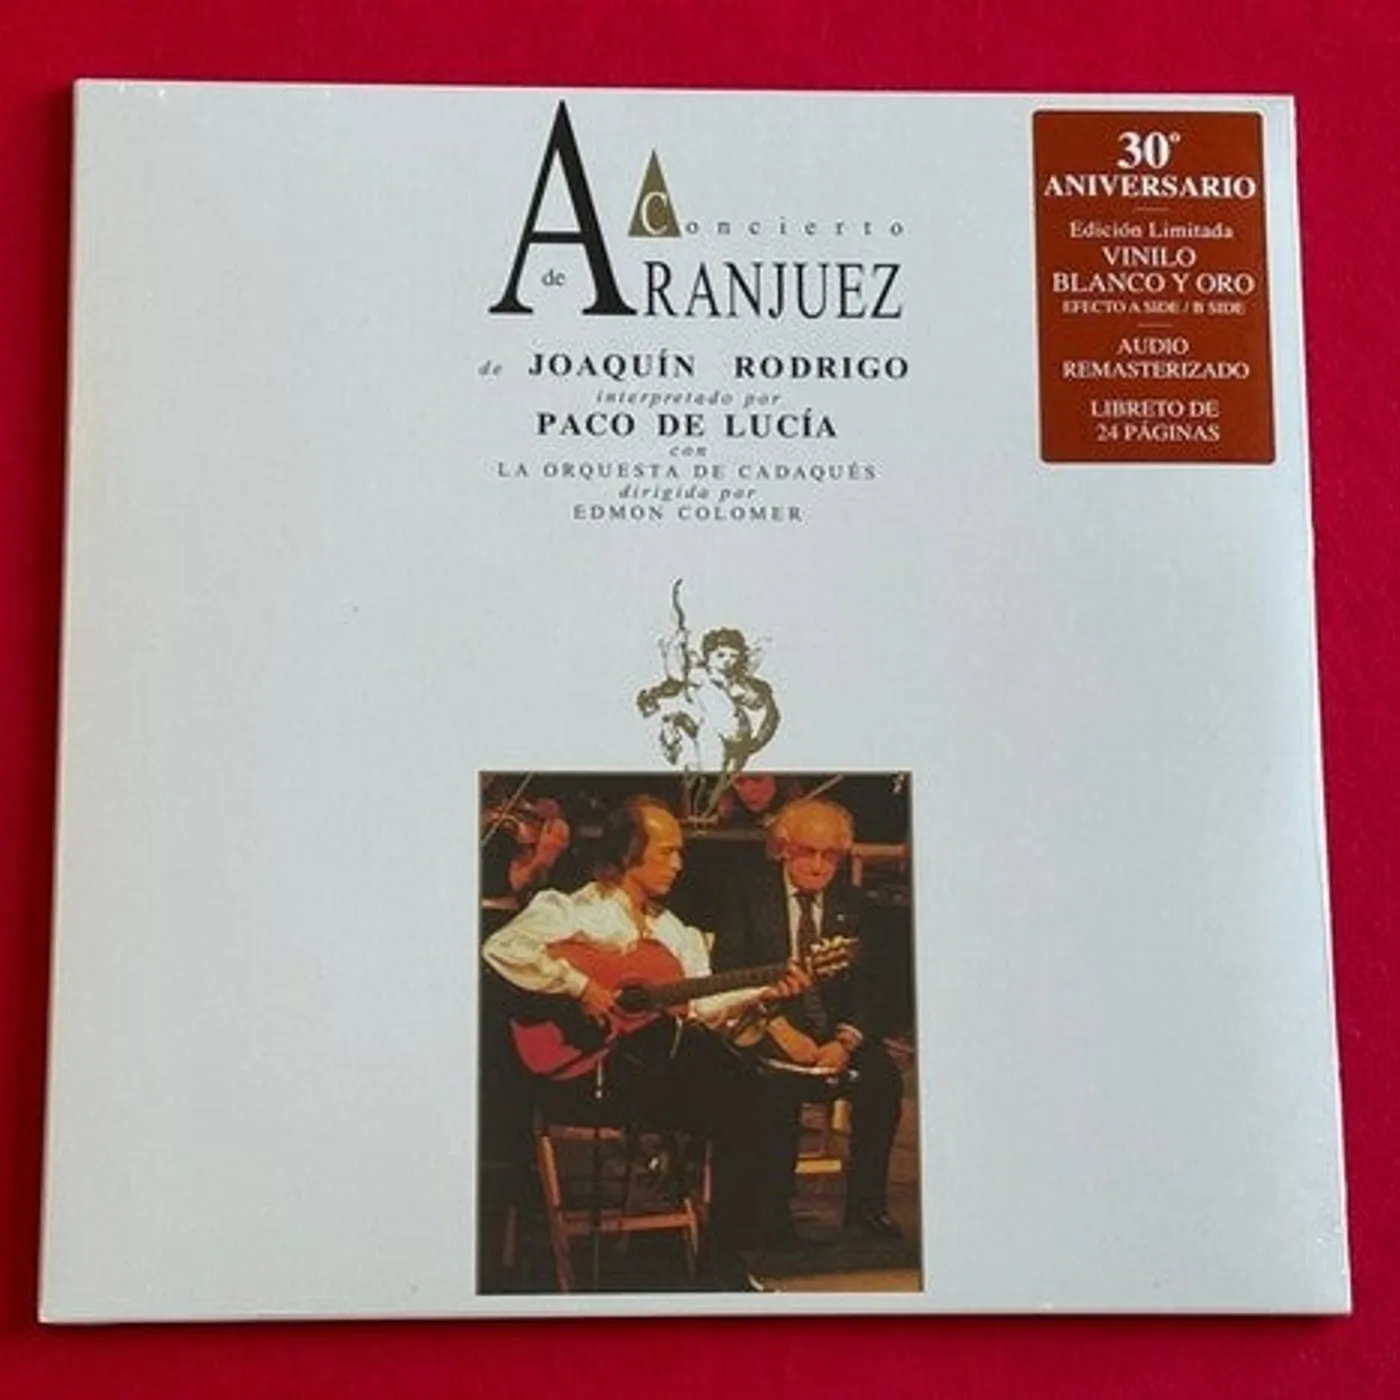 Concierto
de
ARANJUEZ
de JOAQUÍN RODRIGO
interpretado por
PACO DE LUCÍA
con
LA ORQUESTA DE CADAQUÉS
dirigida por
EDMON COLOMER
30º
ANIVERSARIO
Edición Limitada
VINILO
BLANCO Y ORO
EFECTO A SIDE / B SIDE
AUDIO
REMASTERIZADO
LIBRETO DE
24 PÁGINAS